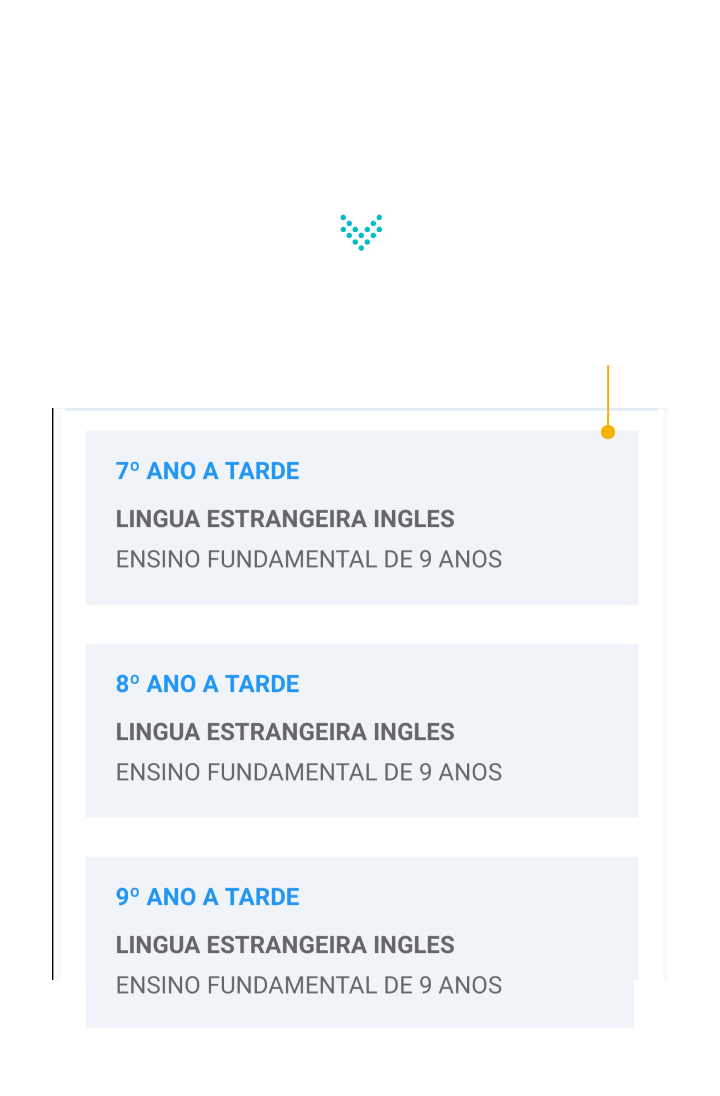 7º ANO A TARDE
LINGUA ESTRANGEIRA INGLES
ENSINO FUNDAMENTAL DE 9 ANOS
8º ANO A TARDE
LINGUA ESTRANGEIRA INGLES
ENSINO FUNDAMENTAL DE 9 ANOS
9º ANO A TARDE
LINGUA ESTRANGEIRA INGLES
ENSINO FUNDAMENTAL DE 9 ANOS